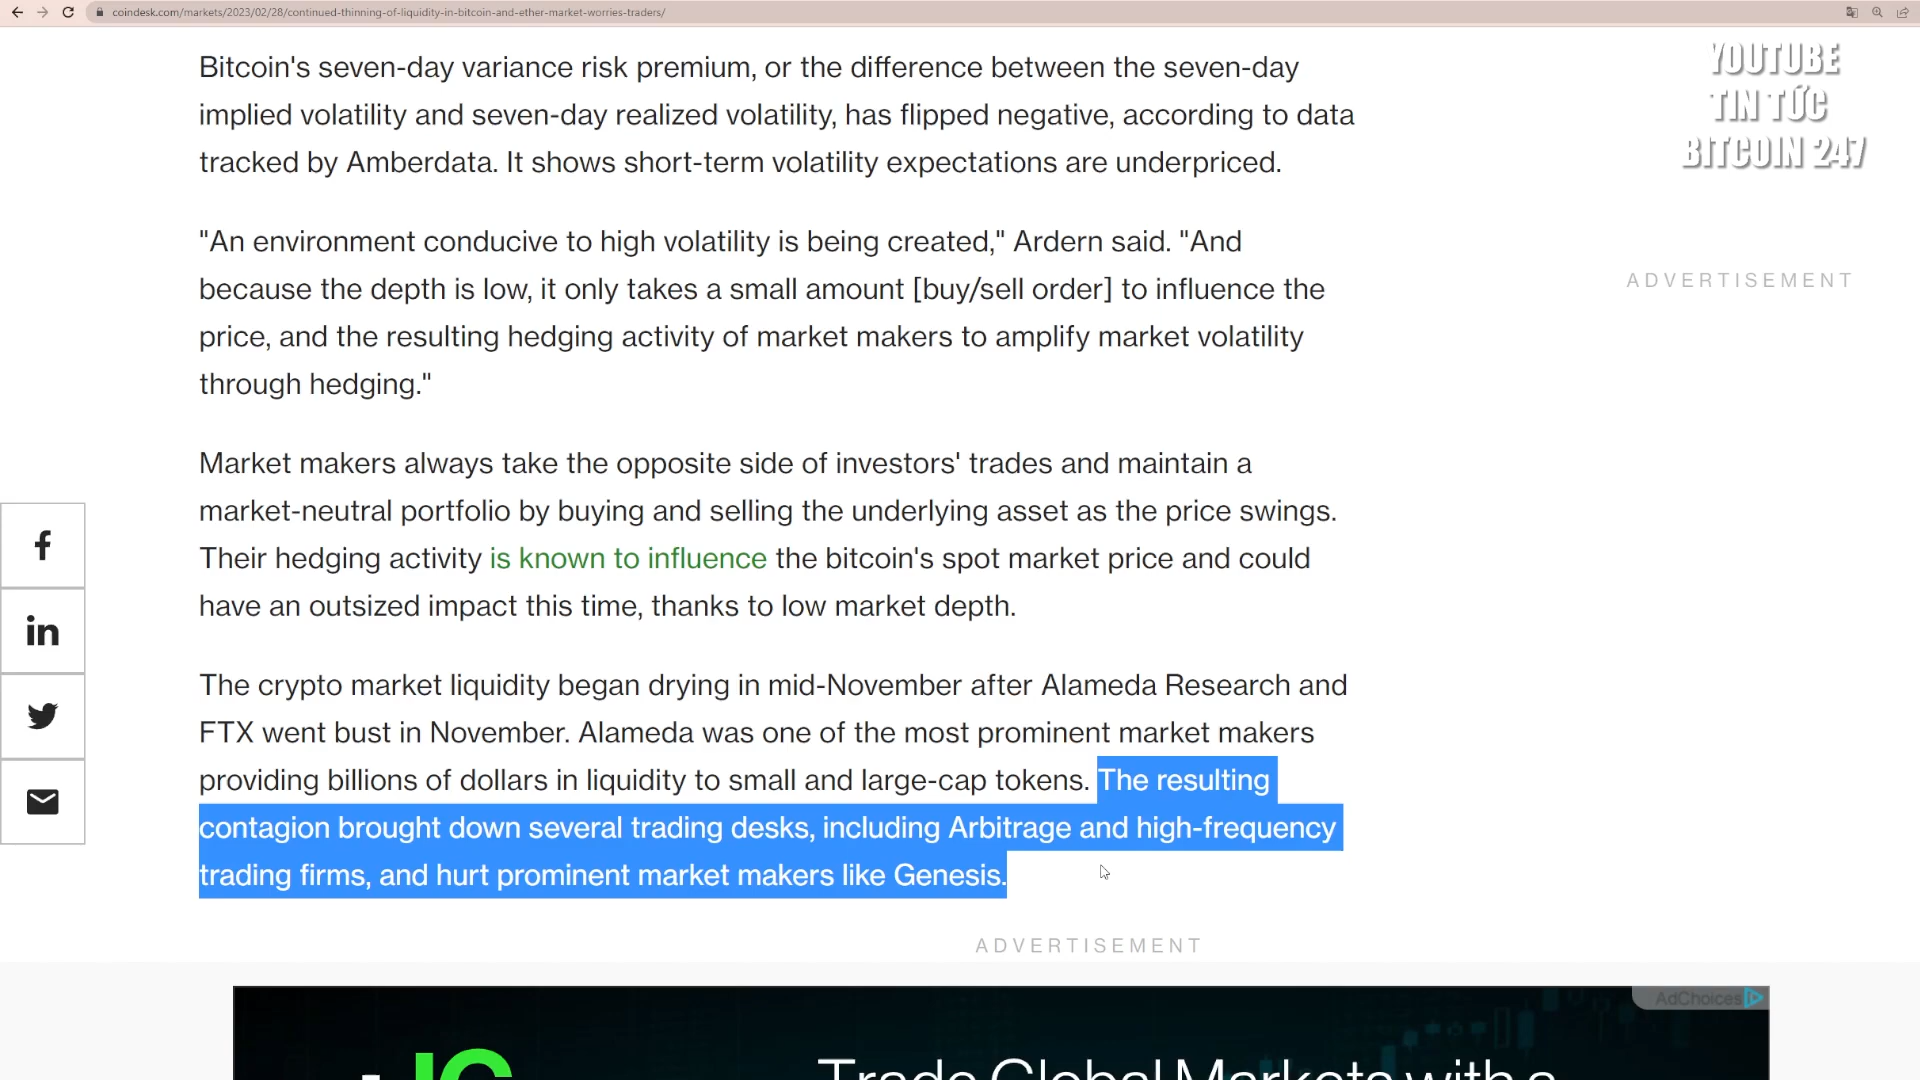 coindesk.com/markets/2023/02/28/continued-thinning-of-liquidity-in-bitcoin-and-ether-market-worries-traders/
YOUTUBE
TIN TỨC
BITCOIN 247
Bitcoin's seven-day variance risk premium, or the difference between the seven-day
implied volatility and seven-day realized volatility, has flipped negative, according to data
tracked by Amberdata. It shows short-term volatility expectations are underpriced.
"An environment conducive to high volatility is being created," Ardern said. "And
because the depth is low, it only takes a small amount [buy/sell order] to influence the
price, and the resulting hedging activity of market makers to amplify market volatility
through hedging."
ADVERTISEMENT
Market makers always take the opposite side of investors' trades and maintain a
market-neutral portfolio by buying and selling the underlying asset as the price swings.
Their hedging activity is known to influence the bitcoin's spot market price and could
have an outsized impact this time, thanks to low market depth.
The crypto market liquidity began drying in mid-November after Alameda Research and
FTX went bust in November. Alameda was one of the most prominent market makers
providing billions of dollars in liquidity to small and large-cap tokens. The resulting
contagion brought down several trading desks, including Arbitrage and high-frequency
trading firms, and hurt prominent market makers like Genesis.
ADVERTISEMENT
AdChoices
Trade Global Markets with a